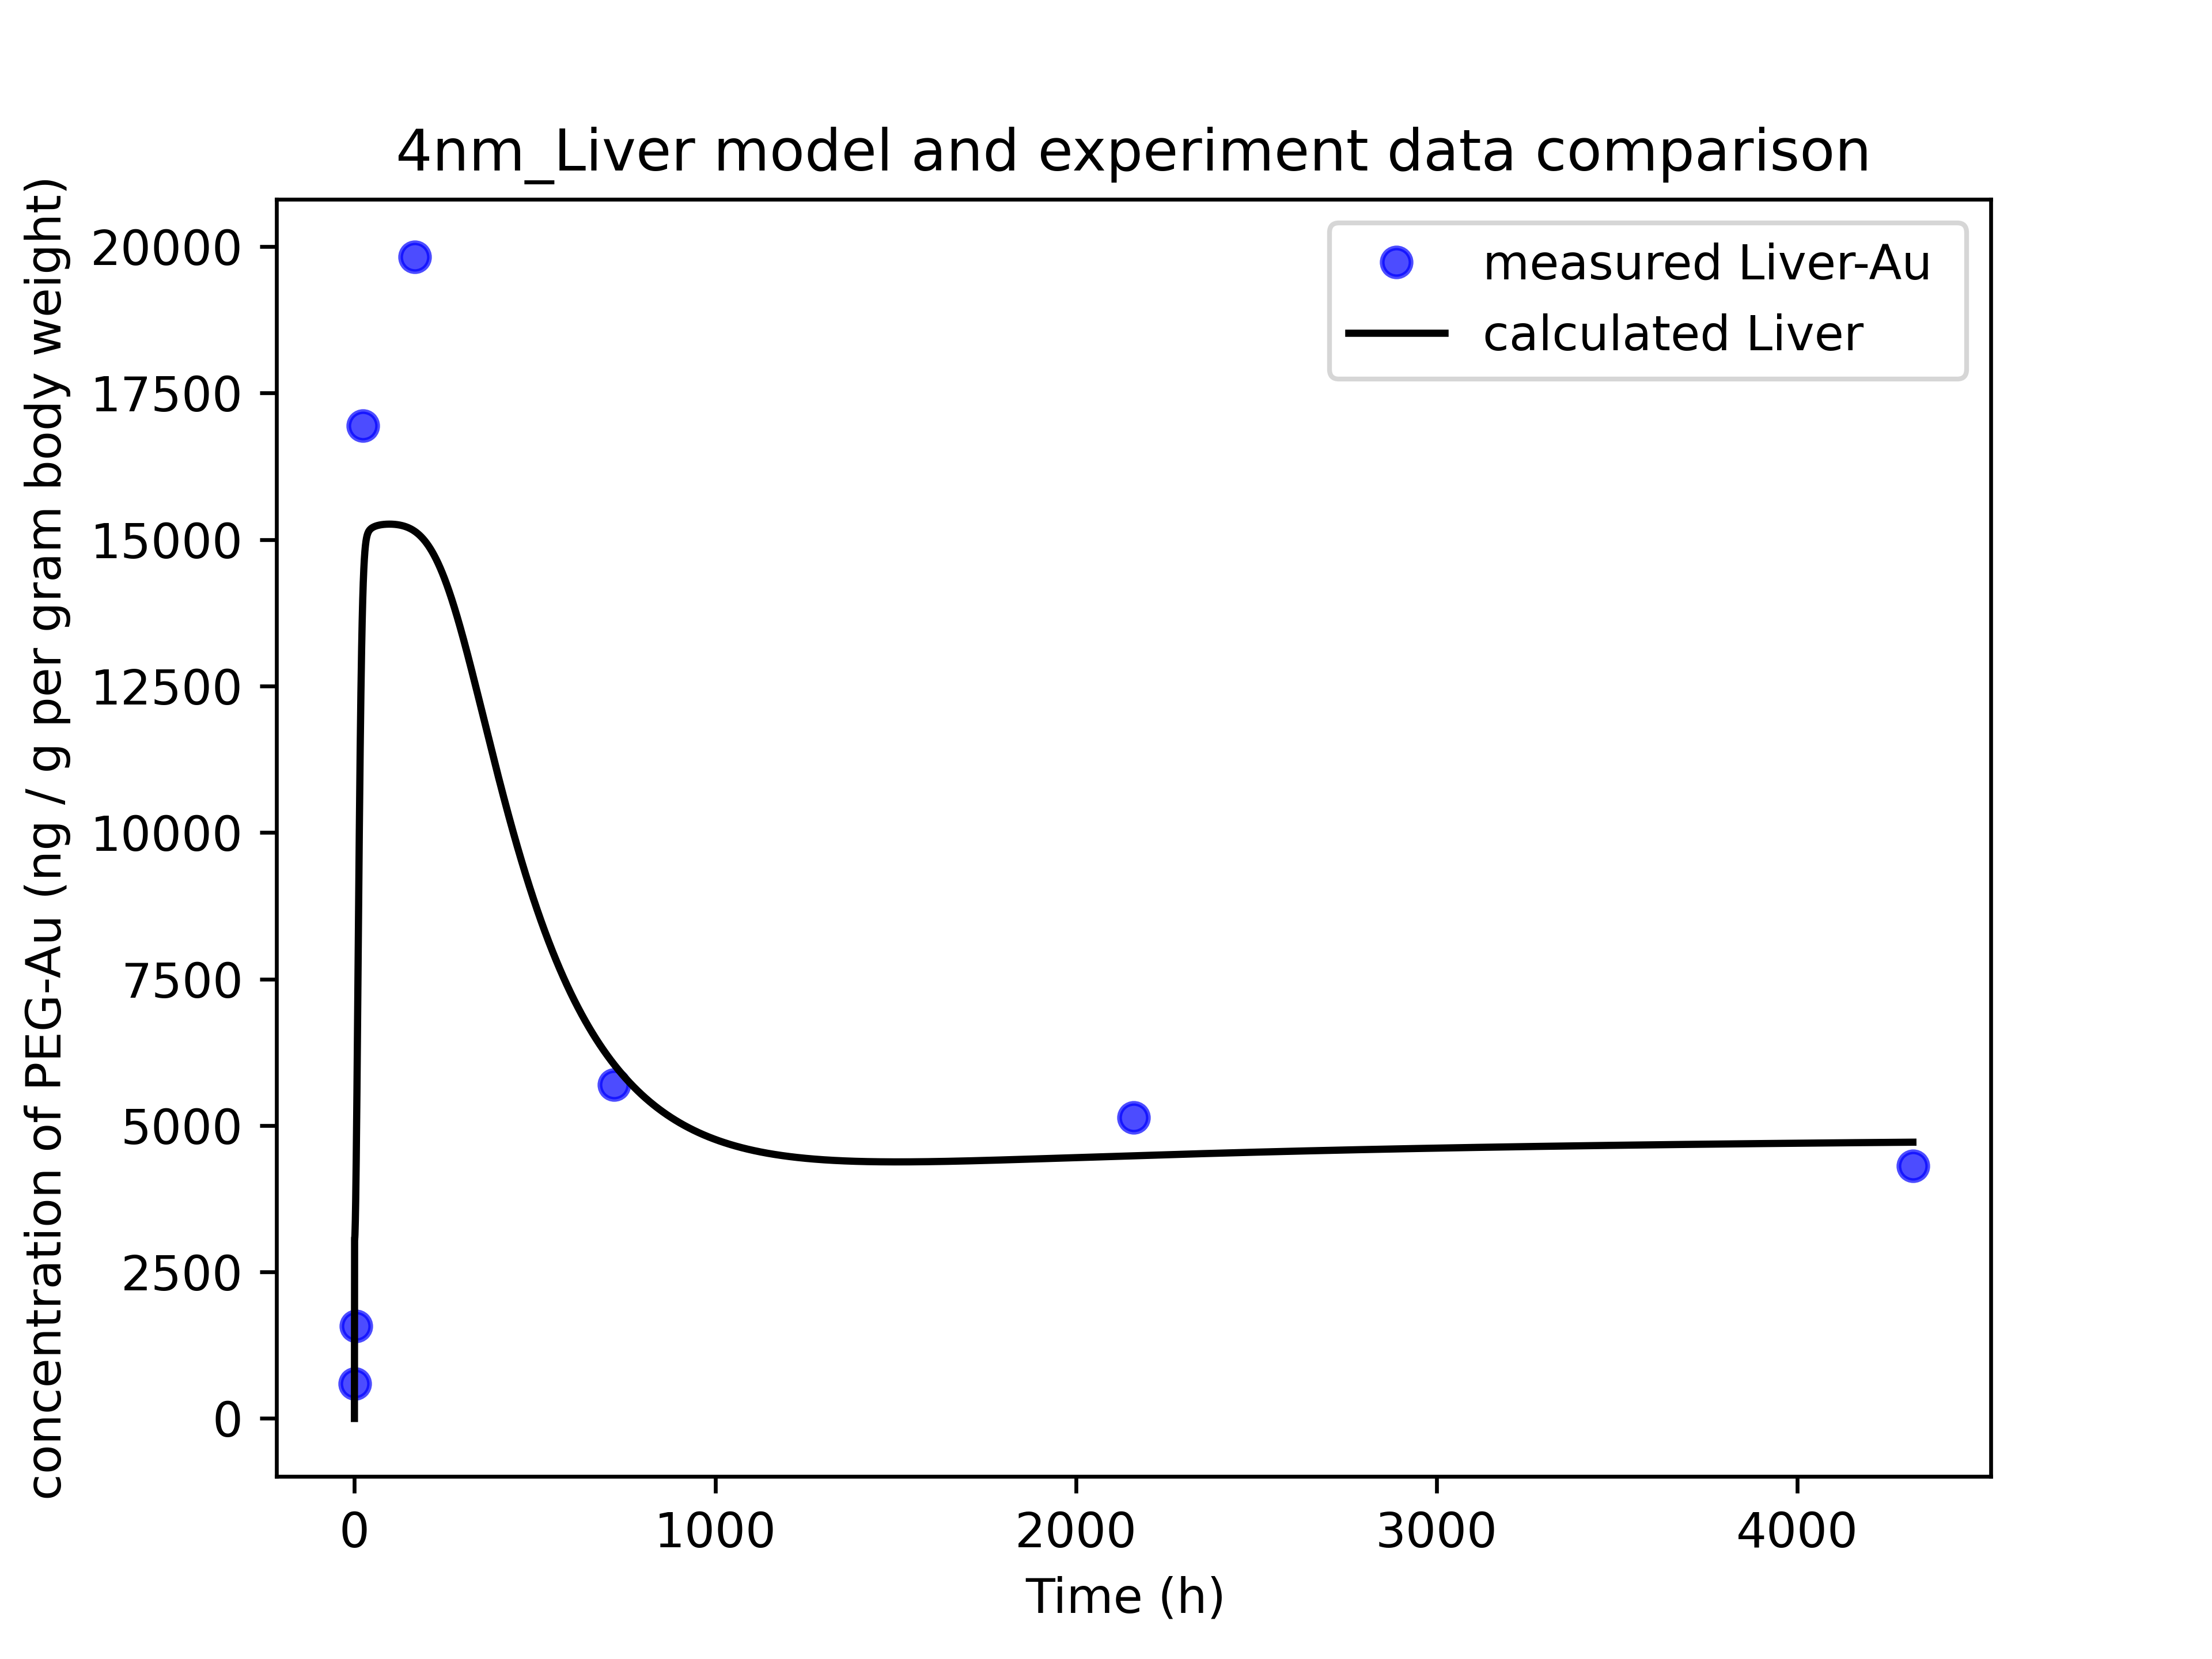 4nm_Liver model and experiment data comparison
concentration of PEG-Au (ng / g per gram body weight)
20000
17500
15000
12500
10000
7500
5000
2500
0
measured Liver-Au
calculated Liver
0
1000
2000
3000
4000
Time (h)